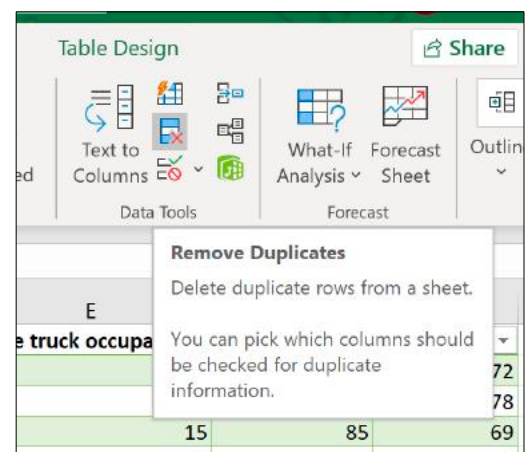 Table Design
Share
Text to
Columns
What-If
Analysis
Forecast
Sheet
Data Tools
Forecast
Remove Duplicates
Delete duplicate rows from a sheet.
You can pick which columns should
be checked for duplicate
information.
E
truck occupa
72
78
15 85 69